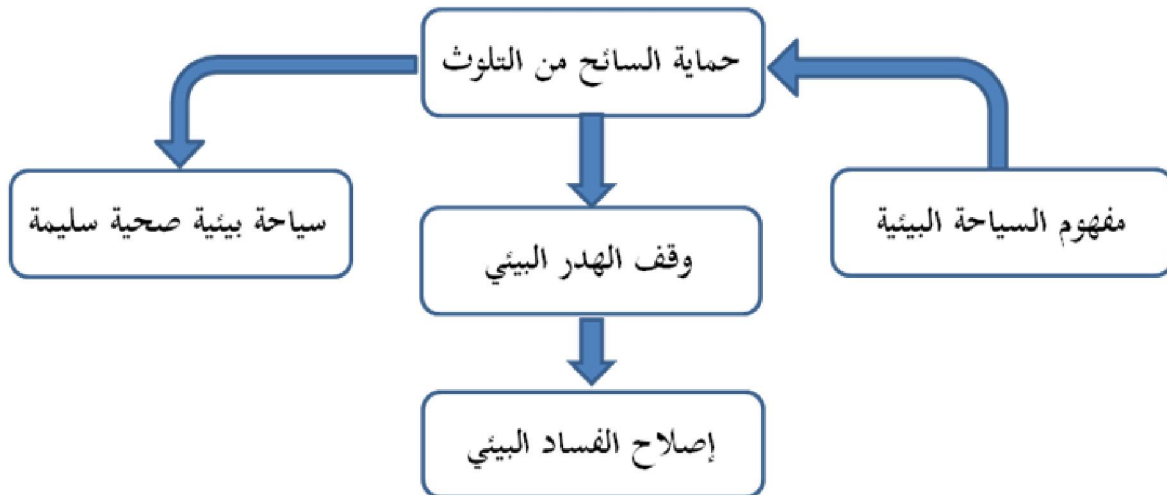 حماية السائح من التلوث
مفهوم السياحة البيئية
سياحة بيئية صحية سليمة
وقف الهدر البيئي
إصلاح الفساد البيئي